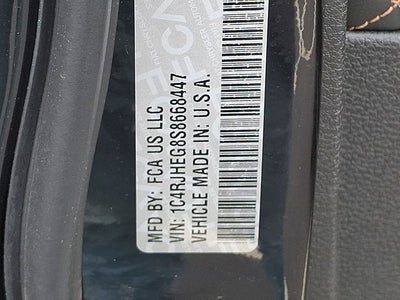 MFD BY: FCA US LLC
VIN: 1C4RJHEG8S8668447
VEHICLE MADE IN: U.S.A.